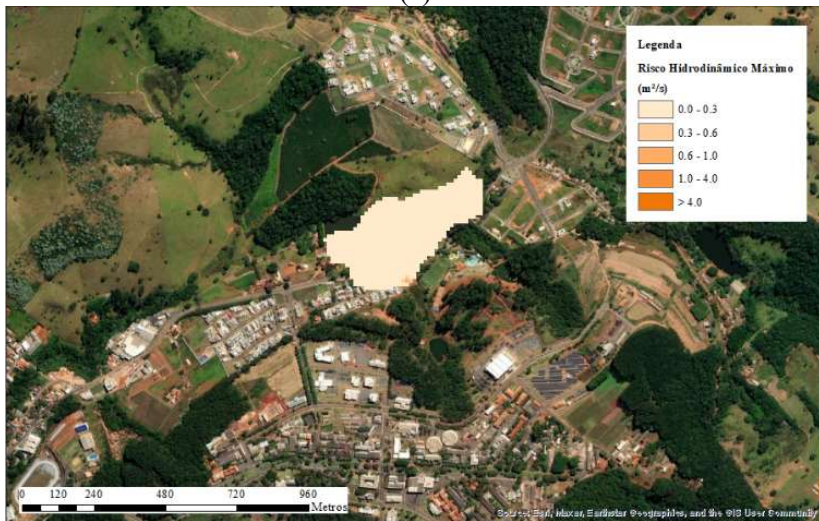 Legenda
Risco Hidrodinâmico Máximo
(m²/s)
0.0 - 0.3
0.3 - 0.6
0.6 - 1.0
1.0 - 4.0
> 4.0
0 120 240 480 720 960
Metros
Source: Esri, Maxar, Earthstar Geographics, and the GIS User Community